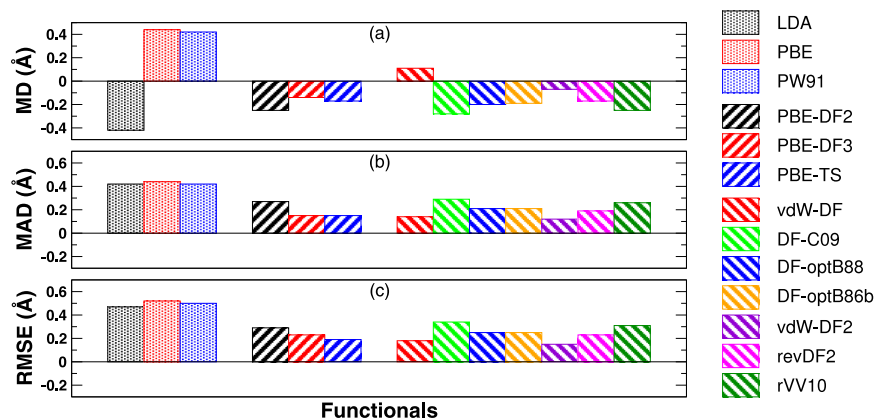 (a)
MD (Å)
0.4
0.2
0
-0.2
-0.4
(b)
MAD (Å)
0.6
0.4
0.2
0
-0.2
(c)
RMSE (Å)
0.6
0.4
0.2
0
-0.2
Functionals
LDA
PBE
PW91
PBE-DF2
PBE-DF3
PBE-TS
vdW-DF
DF-C09
DF-optB88
DF-optB86b
vdW-DF2
revDF2
rVV10